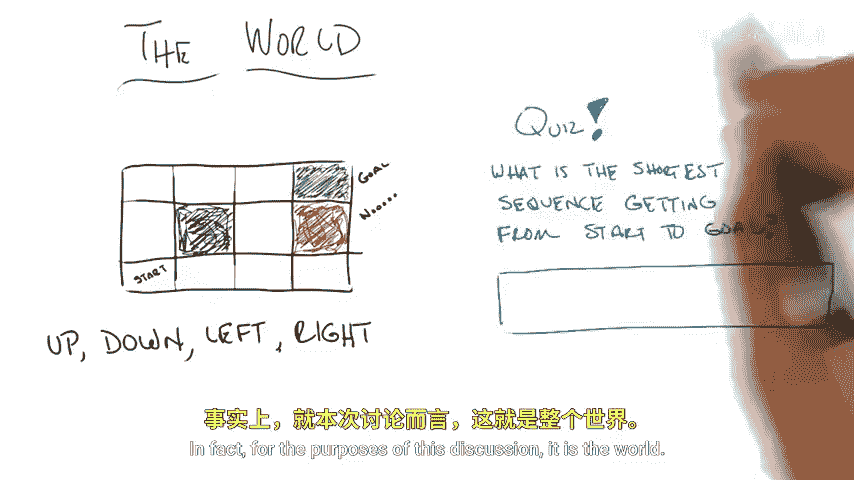 THE WORLD
QUIZ!
WHAT IS THE SHORTEST
SEQUENCE GETTING
FROM START TO GOAL?
GOAL
NO.....
START
UP, DOWN, LEFT, RIGHT
事实上，就本次讨论而言，这就是整个世界。
In fact, for the purposes of this discussion, it is the world.